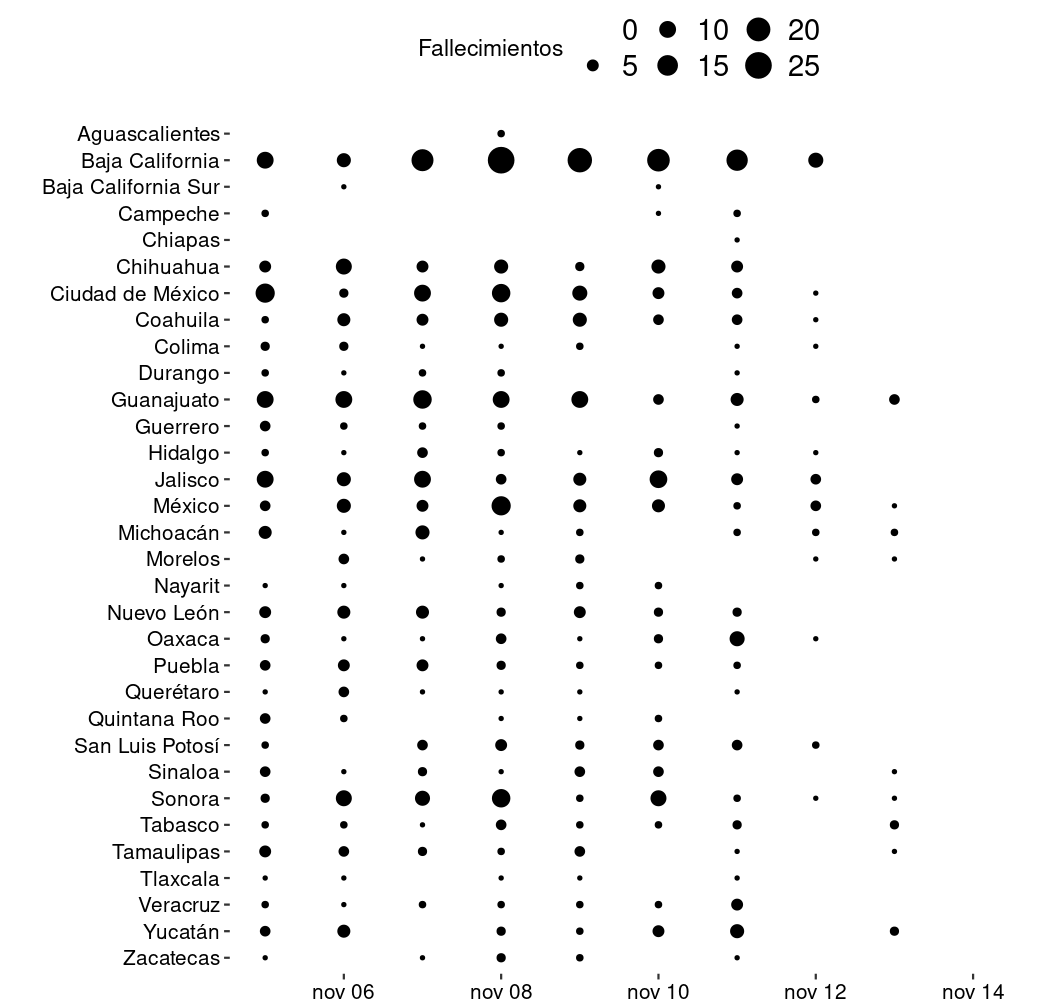 0 10 20
Fallecimientos
5 15 25
Aguascalientes
Baja California
Baja California Sur
Campeche
Chiapas
Chihuahua
Ciudad de México
Coahuila
Colima
Durango
Guanajuato
Guerrero
Hidalgo
Jalisco
México
Michoacán
Morelos
Nayarit
Nuevo León
Oaxaca
Puebla
Querétaro
Quintana Roo
San Luis Potosí
Sinaloa
Sonora
Tabasco
Tamaulipas
Tlaxcala
Veracruz
Yucatán
Zacatecas
nov 06 nov 08 nov 10 nov 12 nov 14